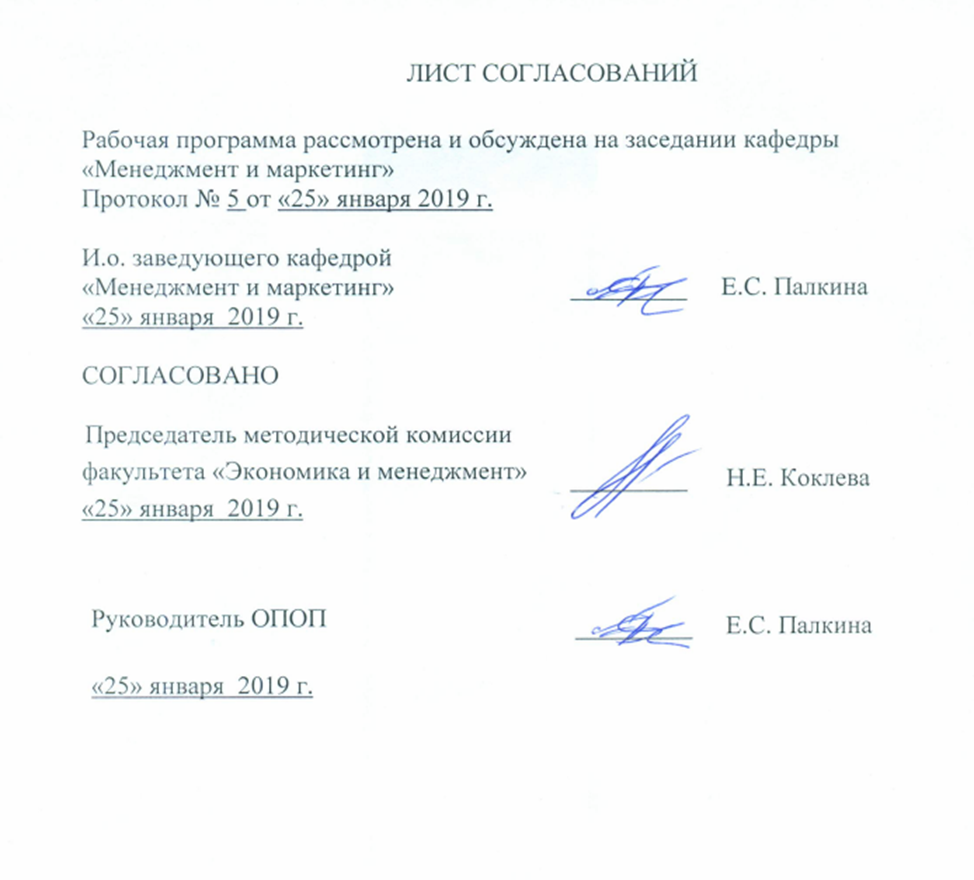 ЛИСТ СОГЛАСОВАНИЙ
Рабочая программа рассмотрена и обсуждена на заседании кафедры
«Менеджмент и маркетинг»
Протокол № 5 от «25» января 2019 г.
И.о. заведующего кафедрой
«Менеджмент и маркетинг» Е.С. Палкина
«25» января 2019 г.
СОГЛАСОВАНО
Председатель методической комиссии
факультета «Экономика и менеджмент» Н.Е. Коклева
«25» января 2019 г.
Руководитель ОПОП Е.С. Палкина
«25» января 2019 г.